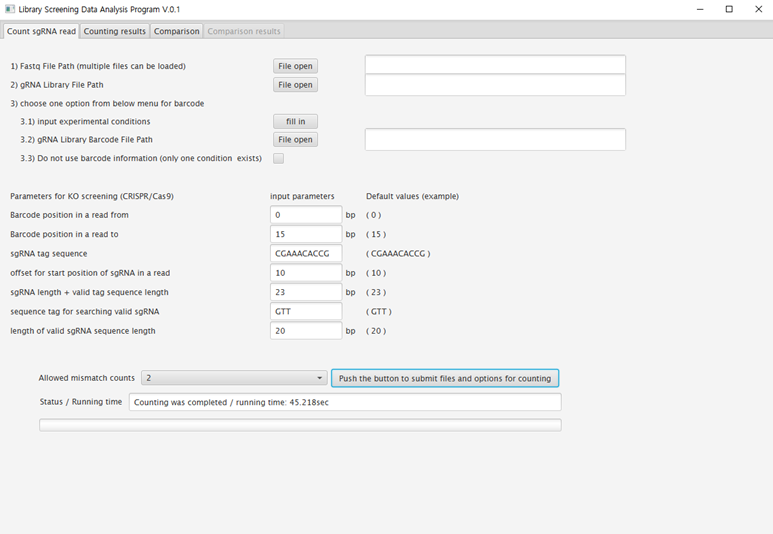 Library Screening Data Analysis Program V.0.1
Count sgRNA read Counting results Comparison Comparison results
1) Fastq File Path (multiple files can be loaded) File open
2) gRNA Library File Path File open
3) choose one option from below menu for barcode
3.1) input experimental conditions fill in
3.2) gRNA Library Barcode File Path File open
3.3) Do not use barcode information (only one condition exists)
Parameters for KO screening (CRISPR/Cas9) input parameters Default values (example)
Barcode position in a read from 0 bp ( 0 )
Barcode position in a read to 15 bp ( 15 )
sgRNA tag sequence CGAAACACCG ( CGAAACACCG )
offset for start position of sgRNA in a read 10 bp ( 10 )
sgRNA length + valid tag sequence length 23 bp ( 23 )
sequence tag for searching valid sgRNA GTT ( GTT )
length of valid sgRNA sequence length 20 bp ( 20 )
Allowed mismatch counts 2 Push the button to submit files and options for counting
Status / Running time Counting was completed / running time: 45.218sec